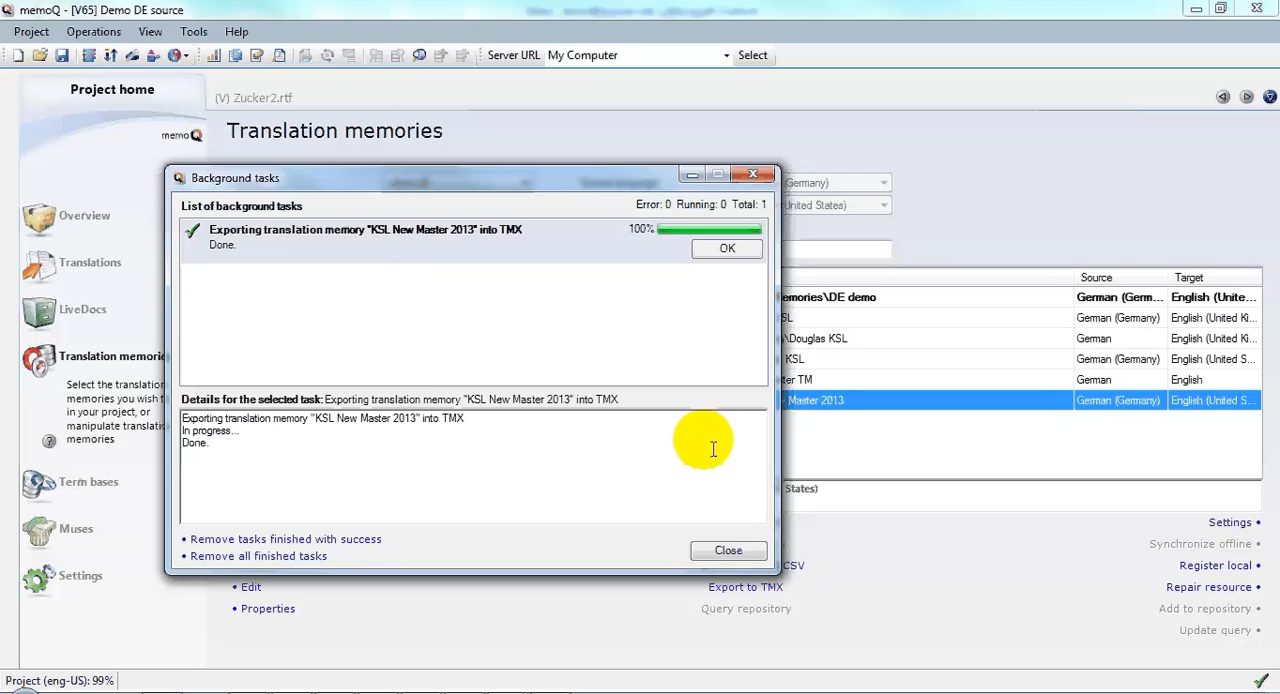 memoQ - [V65] Demo DE source
Project Operations View Tools Help
Server URL My Computer Select
Project home
(V) Zucker2.rtf
memoQ
Translation memories
Background tasks
Germany)
List of background tasks
Error: 0 Running: 0 Total: 1
United States)
Exporting translation memory "KSL New Master 2013" into TMX
100%
Done.
OK
Overview
Translations
LiveDocs
Translation memorie
Select the translation
memories you wish t
in your project, or
manipulate translatio
memories
Term bases
Muses
Settings
Source Target
emories\DE demo German (Germ... English (Unite...
SL German (Germany) English (United Ki...
\Douglas KSL German English (United K...
KSL German (Germany) English (United S...
ter TM German English
Master 2013 German (Germany) English (United S...
Details for the selected task: Exporting translation memory "KSL New Master 2013" into TMX
Exporting translation memory "KSL New Master 2013" into TMX
In progress...
Done.
States)
Remove tasks finished with success
Remove all finished tasks
Close
Settings
Synchronize offline
CSV
Register local
Edit
Export to TMX
Repair resource
Properties
Query repository
Add to repository
Update query
Project (eng-US): 99%